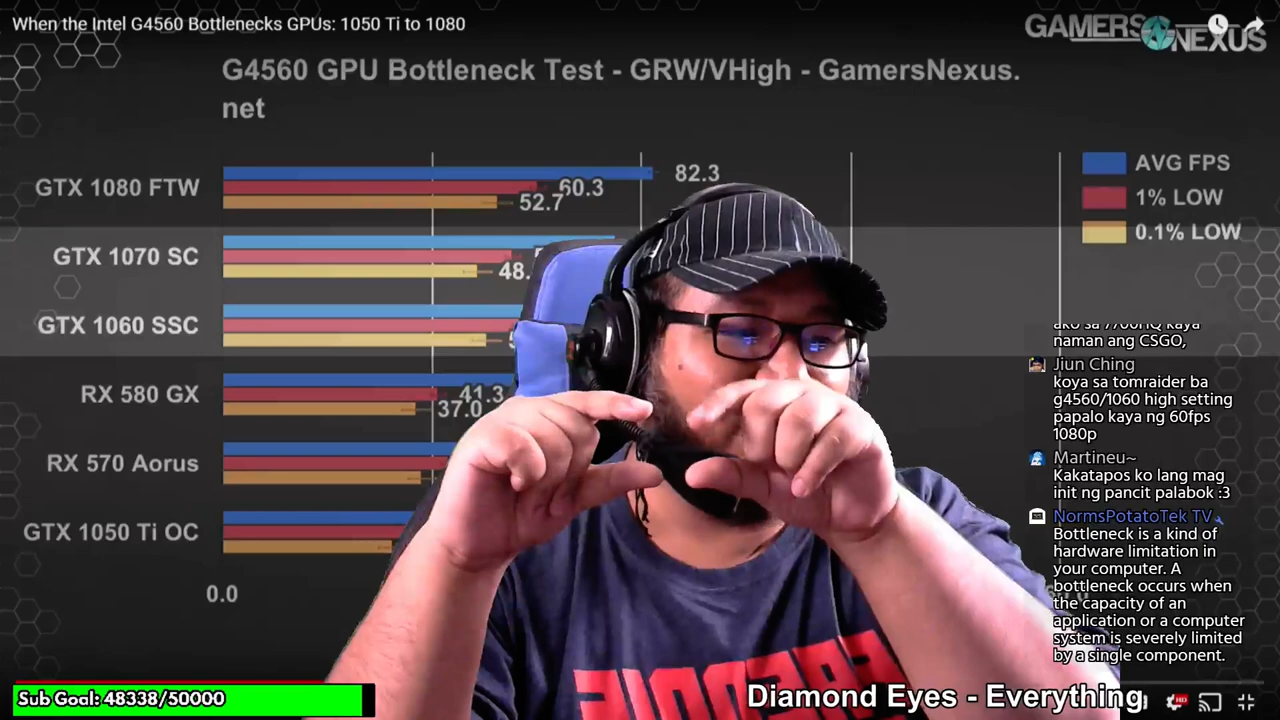 When the Intel G4560 Bottlenecks GPUs: 1050 Ti to 1080
GAMERS NEXUS
G4560 GPU Bottleneck Test - GRW/VHigh - GamersNexus.
net
AVG FPS
1% LOW
0.1% LOW
GTX 1080 FTW
82.3
60.3
52.7
GTX 1070 SC
48.
GTX 1060 SSC
RX 580 GX
41.3
37.0
RX 570 Aorus
GTX 1050 Ti OC
0.0
ako sa 7700HQ kaya
naman ang CSGO,
Jiun Ching
koya sa tomraider ba
g4560/1060 high setting
papalo kaya ng 60fps
1080p
Martineu~
Kakatapos ko lang mag
init ng pancit palabok :3
NormsPotatoTek TV
Bottleneck is a kind of
hardware limitation in
your computer. A
bottleneck occurs when
the capacity of an
application or a computer
system is severely limited
by a single component.
Sub Goal: 48338/50000
Diamond Eyes - Everything
HD